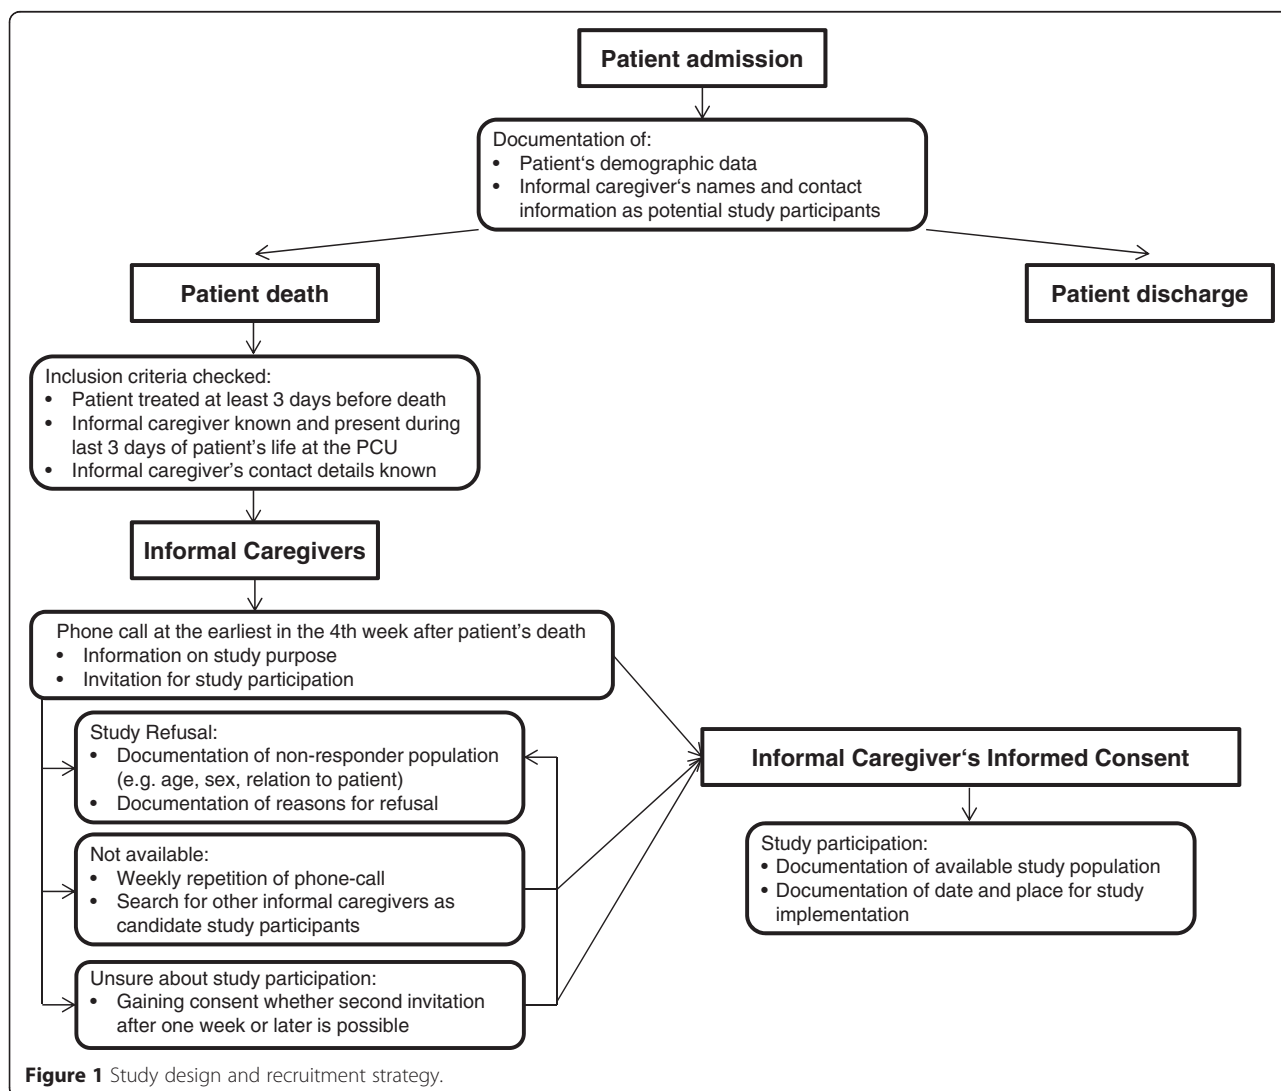 Patient admission
Documentation of:
• Patient‘s demographic data
• Informal caregiver‘s names and contact
information as potential study participants
Patient death
Patient discharge
Inclusion criteria checked:
• Patient treated at least 3 days before death
• Informal caregiver known and present during
last 3 days of patient’s life at the PCU
• Informal caregiver’s contact details known
Informal Caregivers
Phone call at the earliest in the 4th week after patient’s death
• Information on study purpose
• Invitation for study participation
Study Refusal:
• Documentation of non-responder population
(e.g. age, sex, relation to patient)
• Documentation of reasons for refusal
Not available:
• Weekly repetition of phone-call
• Search for other informal caregivers as
candidate study participants
Unsure about study participation:
• Gaining consent whether second invitation
after one week or later is possible
Informal Caregiver‘s Informed Consent
Study participation:
• Documentation of available study population
• Documentation of date and place for study
implementation
Figure 1 Study design and recruitment strategy.